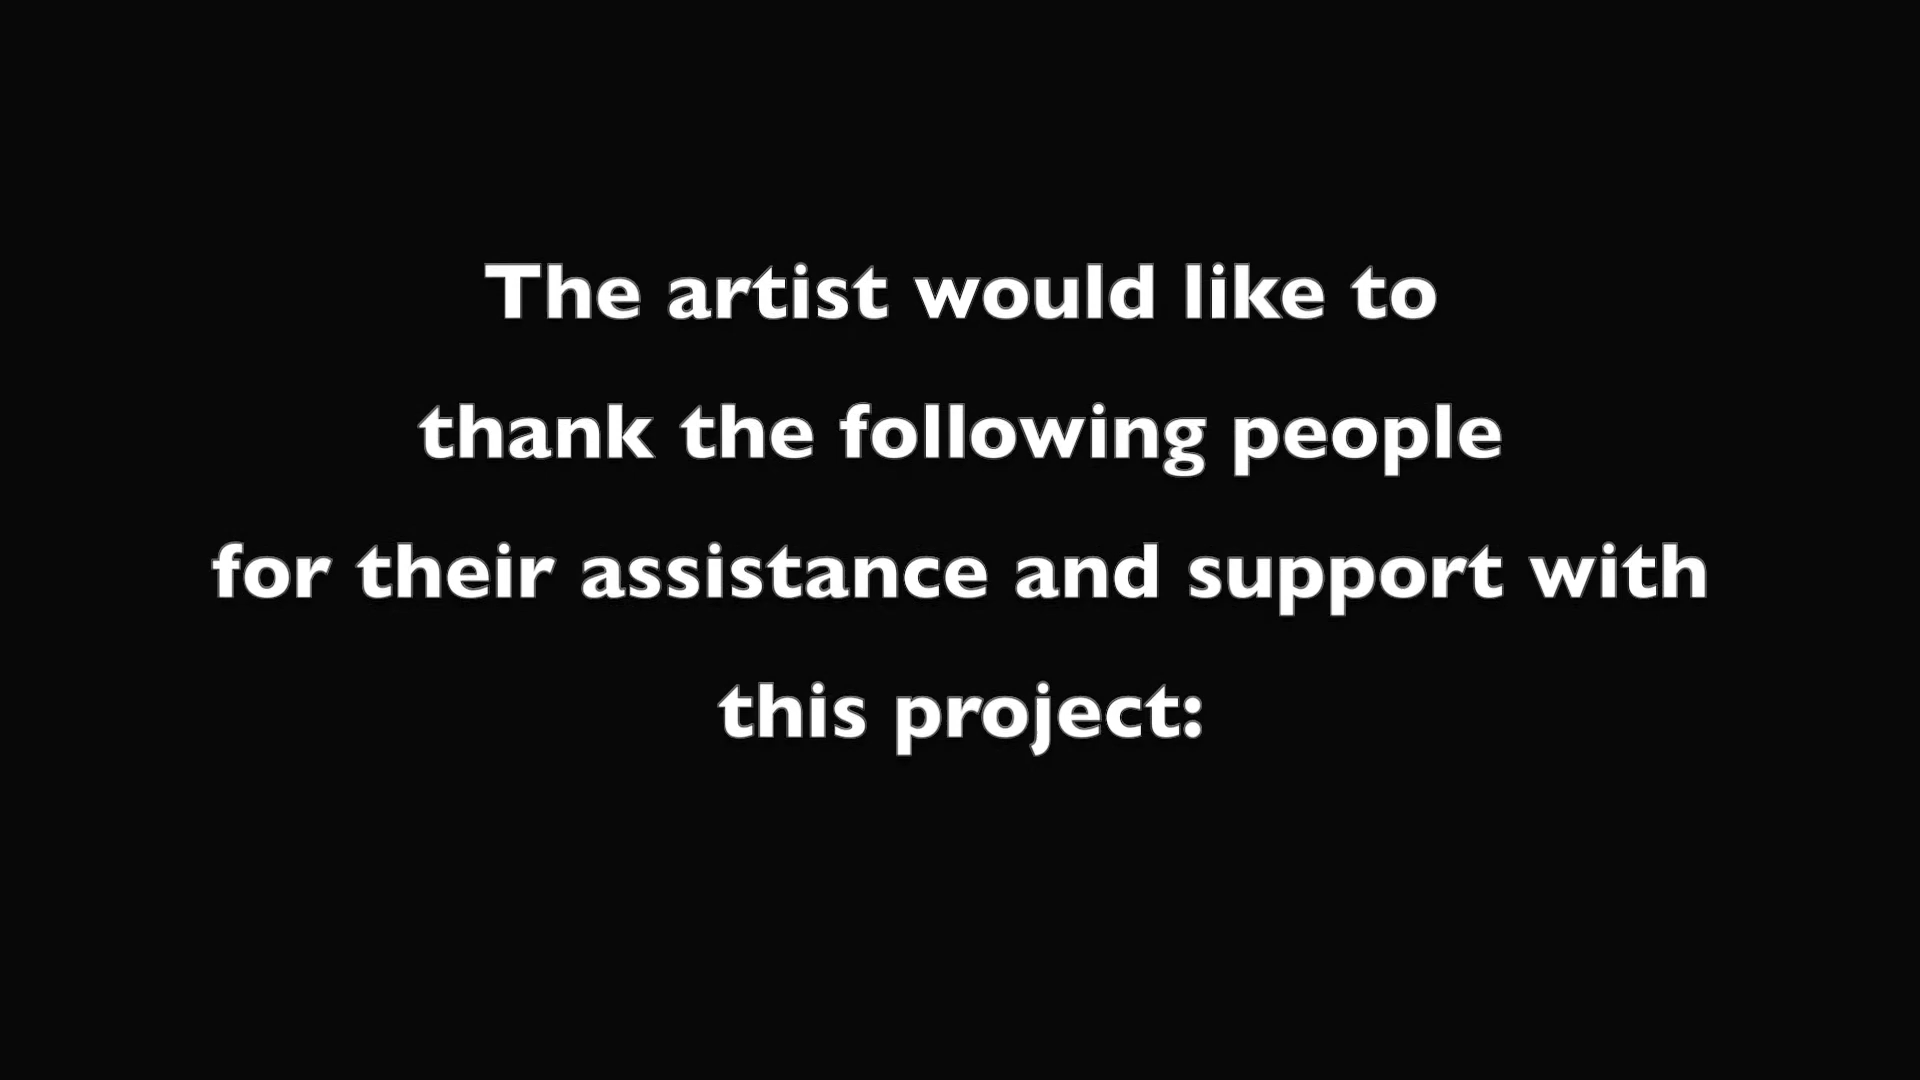 The artist would like to
thank the following people
for their assistance and support with
this project: